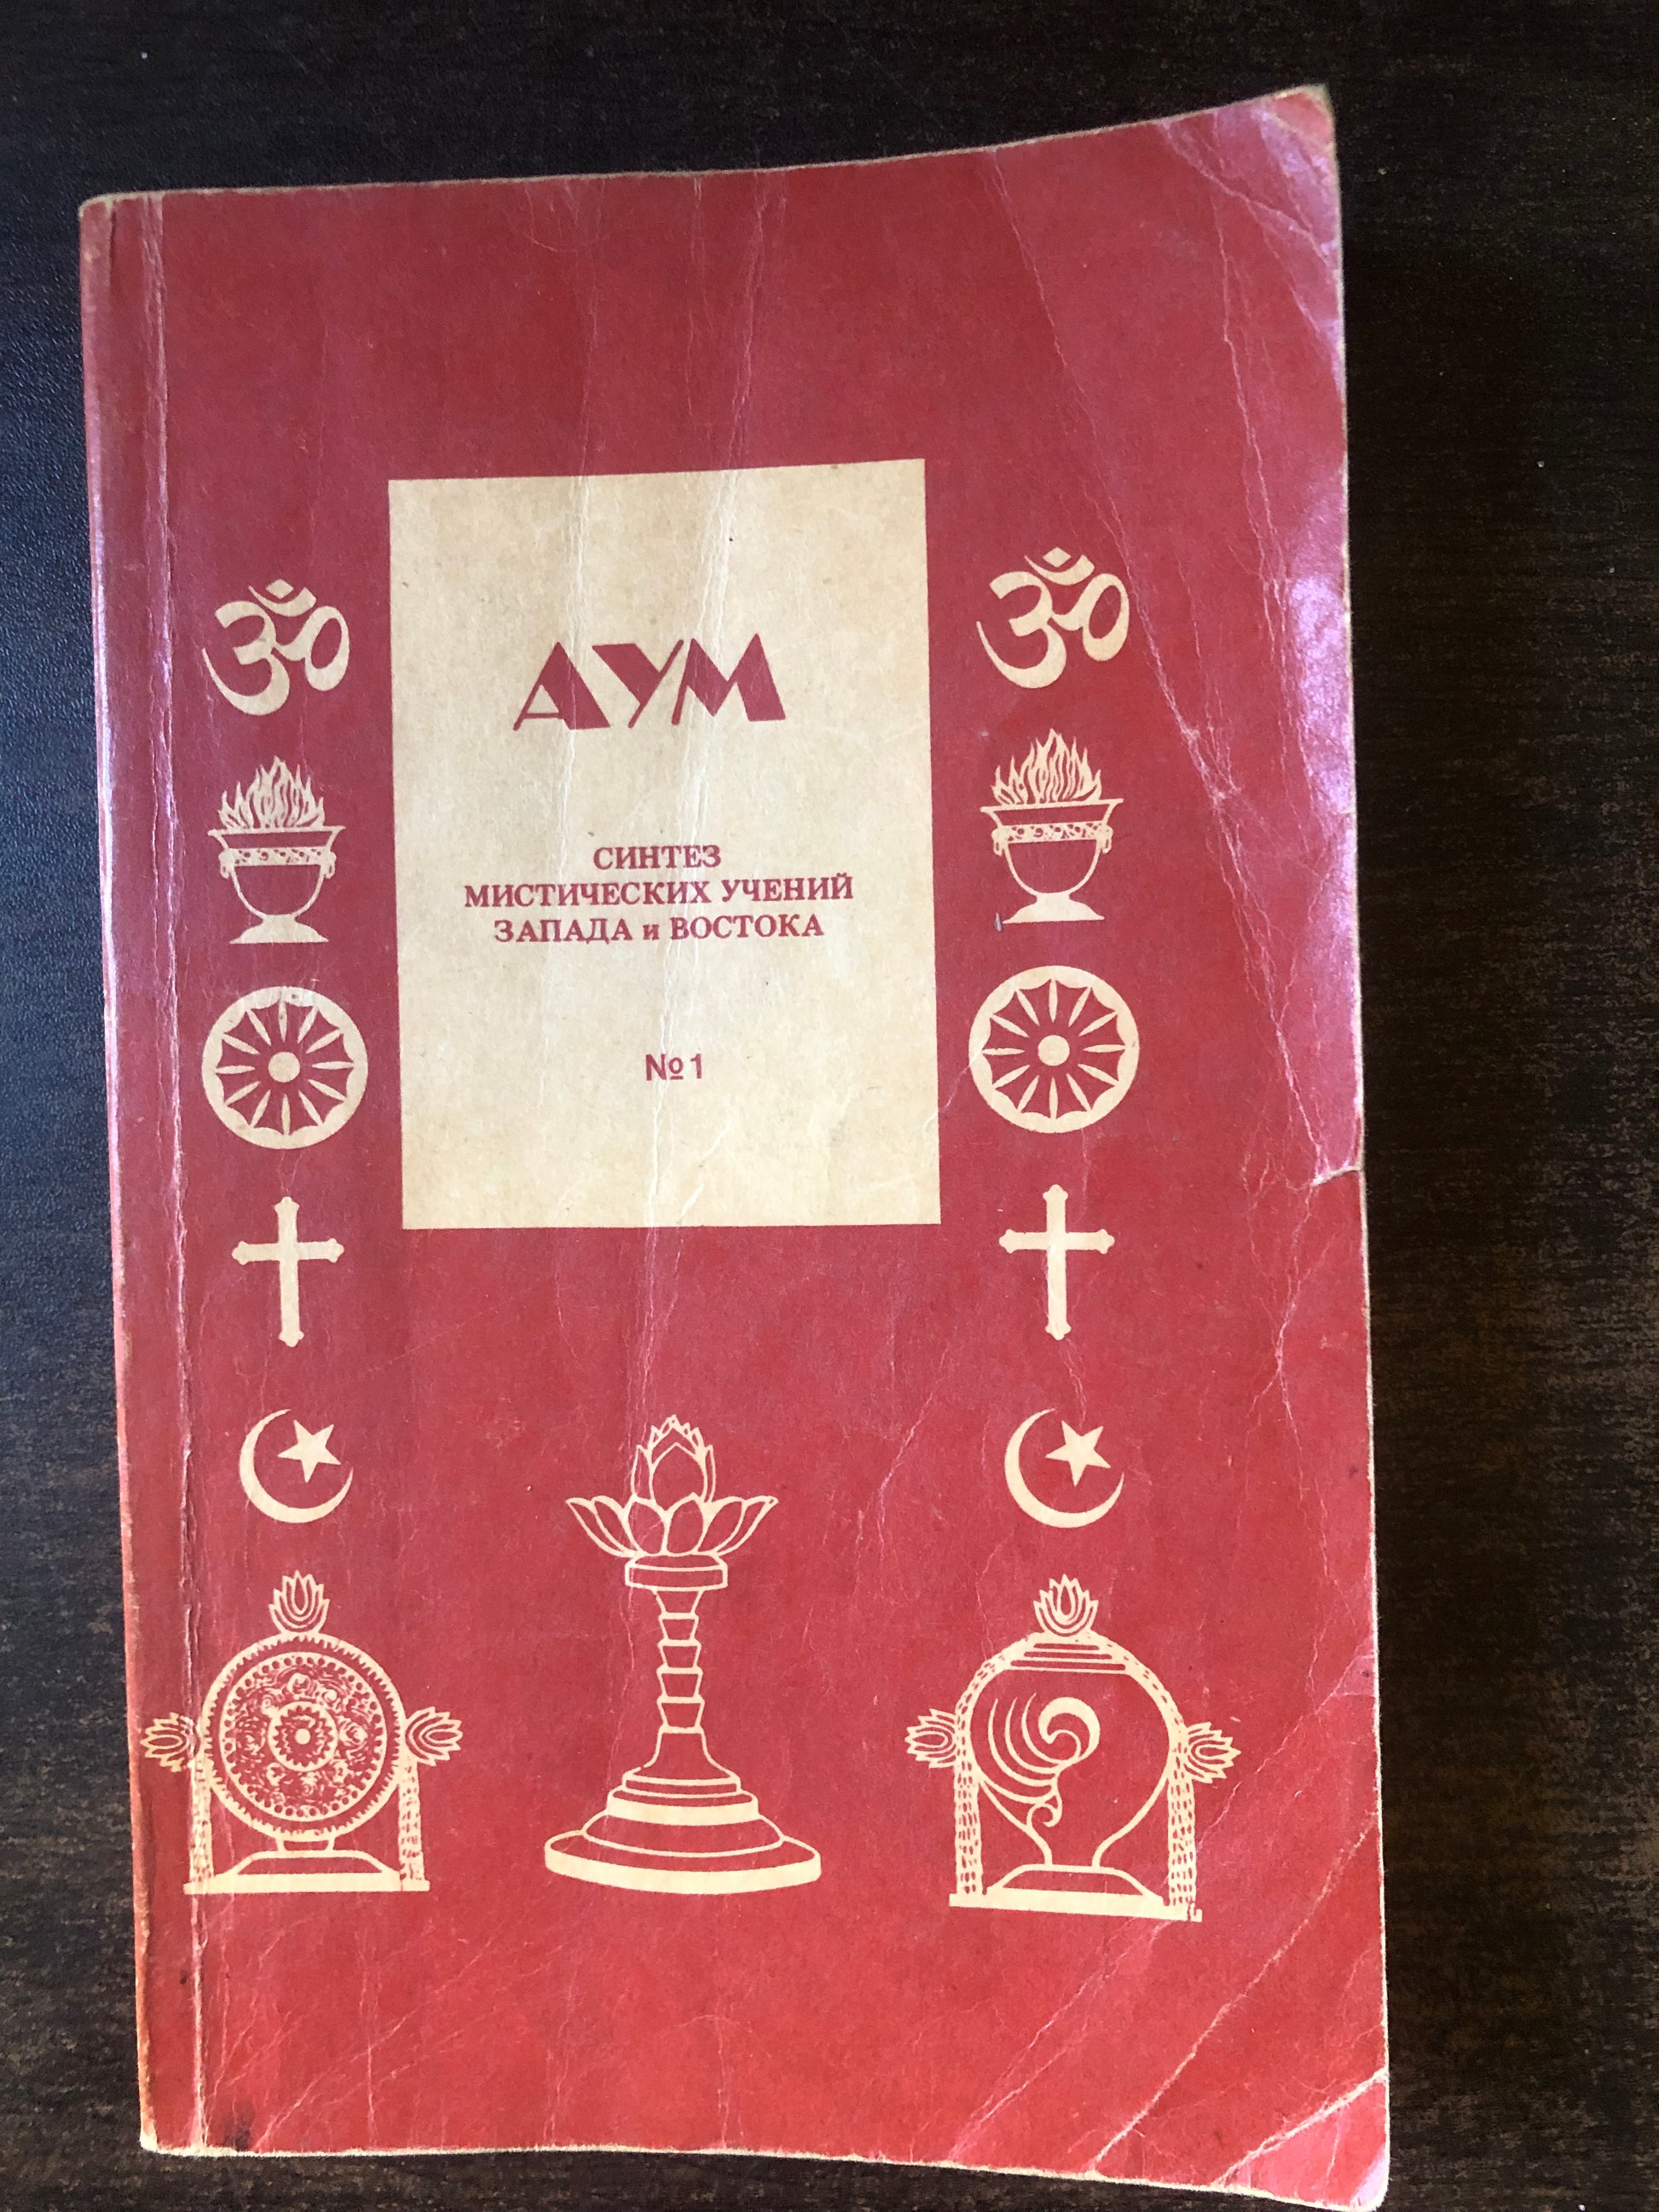 АУМ
СИНТЕЗ
МИСТИЧЕСКИХ УЧЕНИЙ
ЗАПАДА и ВОСТОКА
№1